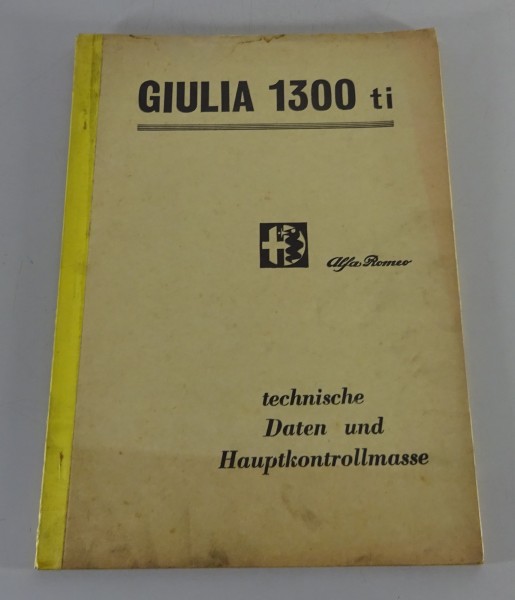 GIULIA 1300 ti
Alfa Romeo
technische
Daten und
Hauptkontrollmasse